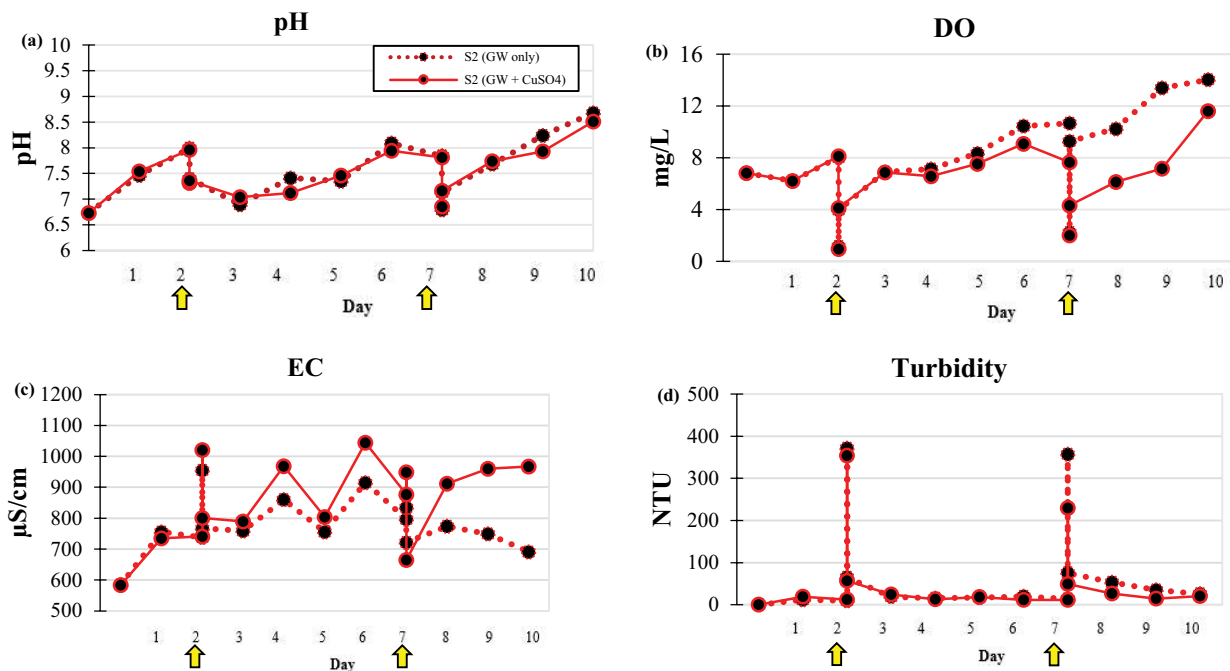 pH
(a)
10
9.5
9
8.5
8
7.5
7
6.5
6
pH
S2 (GW only)
S2 (GW + CuSO4)
1 2 3 4 5 6 7 8 9 10
Day
DO
(b)
16
12
8
4
0
mg/L
1 2 3 4 5 6 7 8 9 10
Day
EC
(c)
1200
1100
1000
900
800
700
600
500
µS/cm
1 2 3 4 5 6 7 8 9 10
Day
Turbidity
(d)
500
400
300
200
100
0
NTU
1 2 3 4 5 6 7 8 9 10
Day